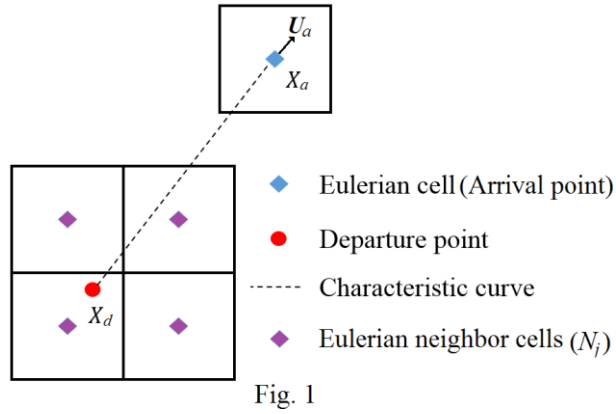 U_a
X_a
Eulerian cell (Arrival point)
Departure point
X_d
Characteristic curve
Eulerian neighbor cells (N_j)
Fig. 1